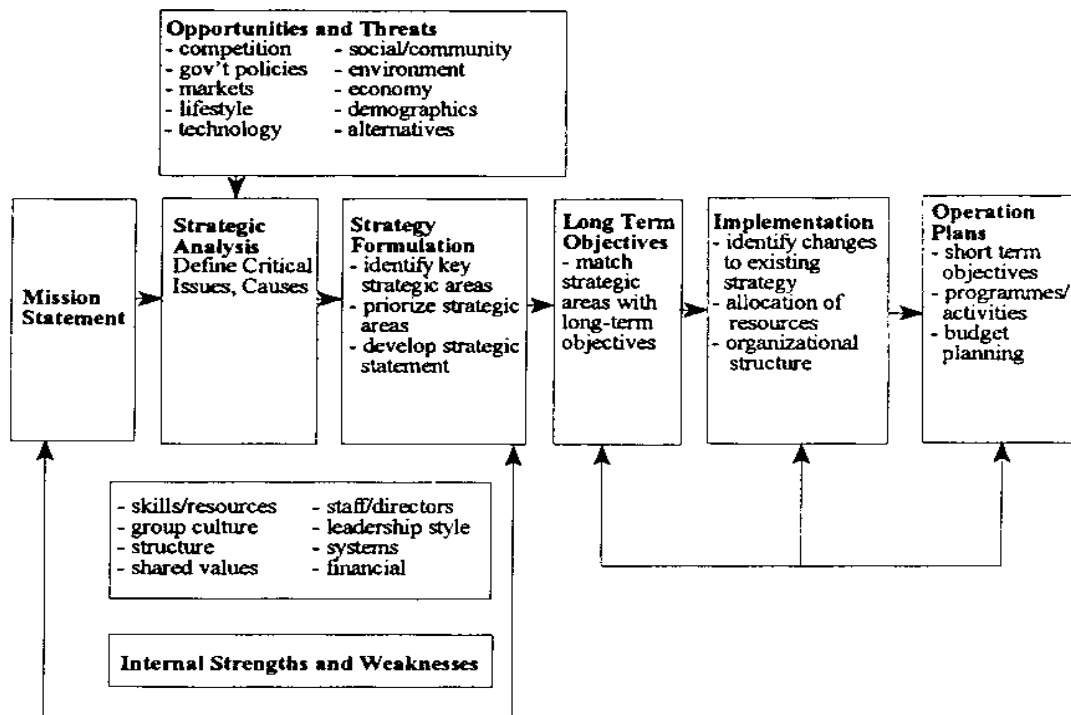 Opportunities and Threats
- competition - social/community
- gov't policies - environment
- markets - economy
- lifestyle - demographics
- technology - alternatives
Mission
Statement
Strategic
Analysis
Define Critical
Issues, Causes
Strategy
Formulation
- identify key
strategic areas
- priorize strategic
areas
- develop strategic
statement
Long Term
Objectives
- match
strategic
areas with
long-term
objectives
Implementation
- identify changes
to existing
strategy
- allocation of
resources
- organizational
structure
Operation
Plans
- short term
objectives
- programmes/
activities
- budget
planning
- skills/resources - staff/directors
- group culture - leadership style
- structure - systems
- shared values - financial
Internal Strengths and Weaknesses